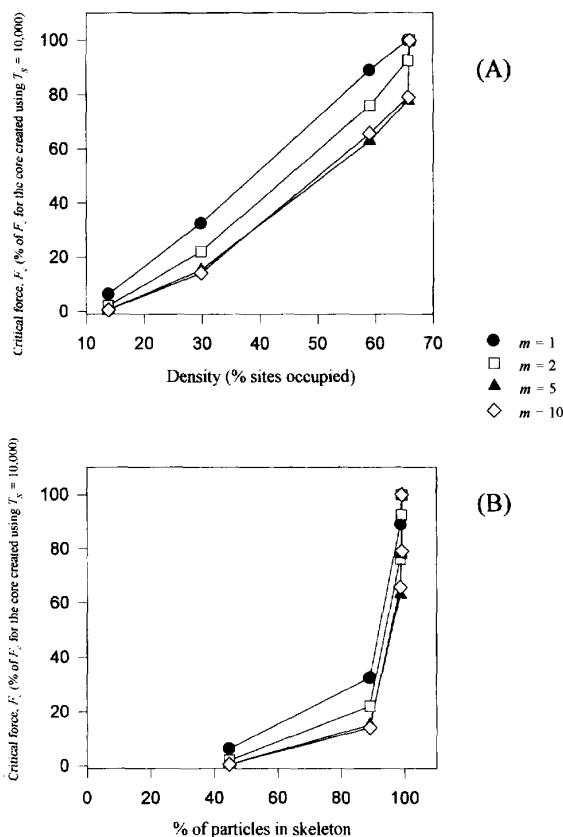 (A)
Critical force, F_c (% of F_c for the core created using T_S = 10,000)
100
80
60
40
20
0
10 20 30 40 50 60 70
Density (% sites occupied)
m = 1
m = 2
m = 5
m = 10
(B)
Critical force, F_c (% of F_c for the core created using T_S = 10,000)
100
80
60
40
20
0
0 20 40 60 80 100
% of particles in skeleton